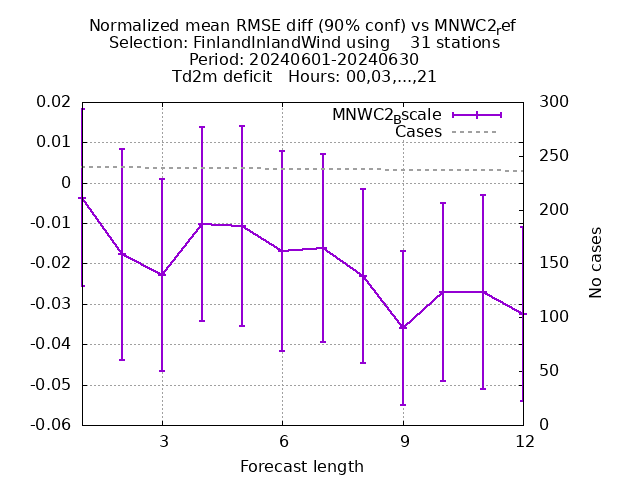 Normalized mean RMSE diff (90% conf) vs MNWC2ref
Selection: FinlandInlandWind using    31 stations
Period: 20240601-20240630
Td2m deficit   Hours: 00,03,...,21
MNWC2Bscale
Cases
0.02
0.01
0
-0.01
-0.02
-0.03
-0.04
-0.05
-0.06
300
250
200
150
100
50
0
No cases
3 6 9 12
Forecast length